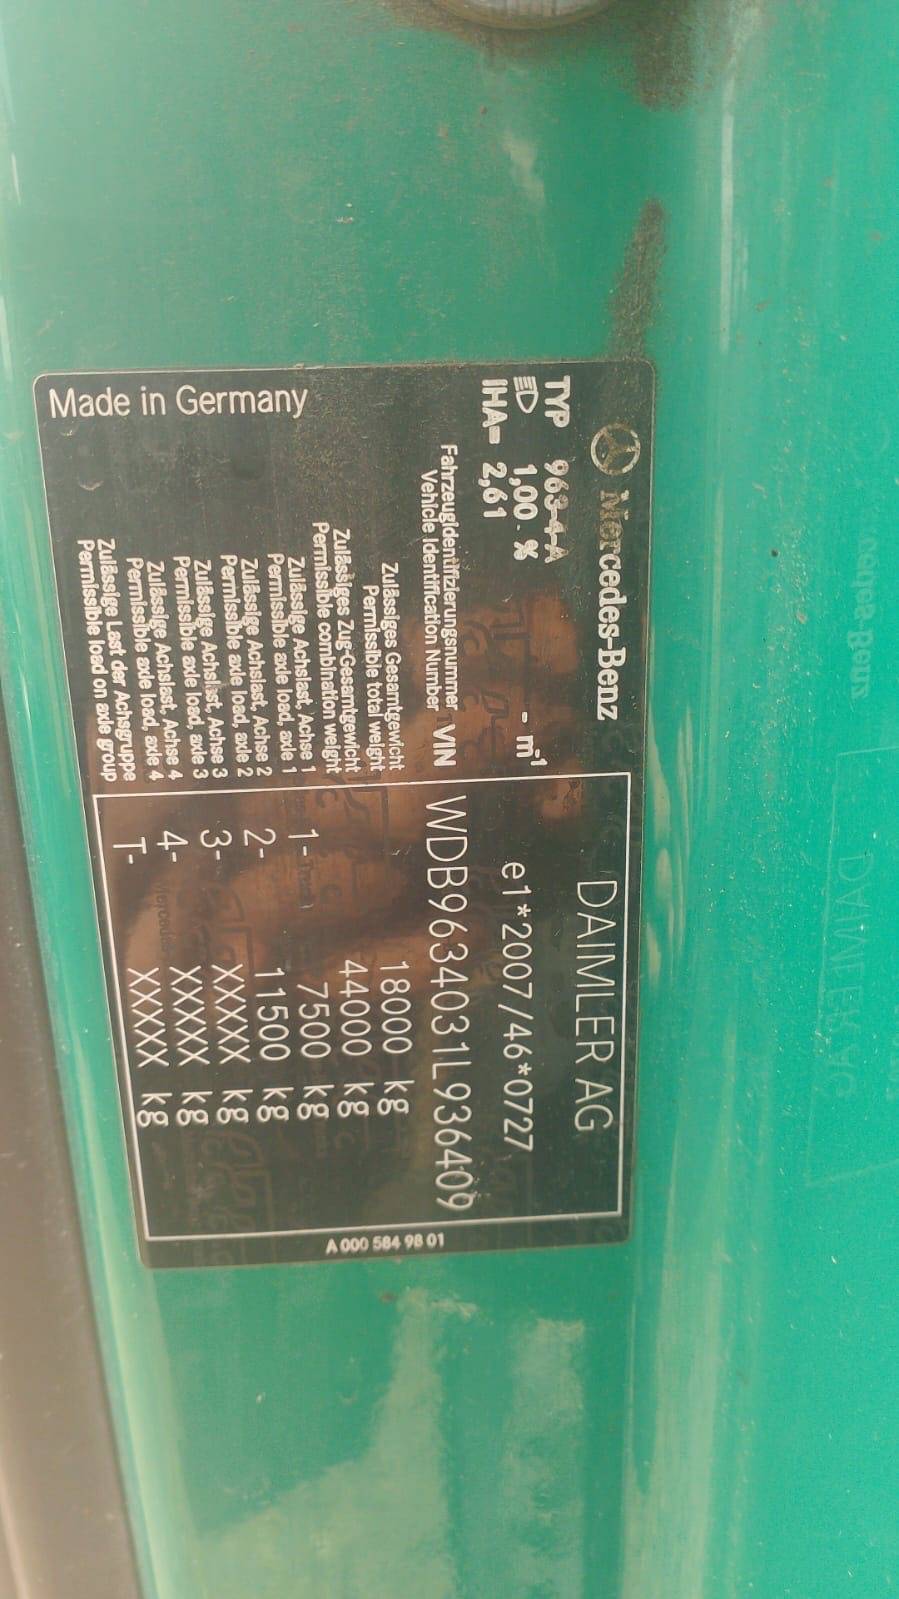 Mercedes-Benz
DAIMLER AG
TYP 963-4-A
1,00 - % - m¹ e1*2007/46*0727
IHA= 2,61
Fahrzeugidentifizierungsnummer
Vehicle Identification Number VIN WDB9634031L936409
Zulässiges Gesamtgewicht
Permissible total weight 18000 kg
Zulässiges Zug-Gesamtgewicht
Permissible combination weight 44000 kg
Zulässige Achslast, Achse 1
Permissible axle load, axle 1 1- 7500 kg
Zulässige Achslast, Achse 2
Permissible axle load, axle 2 2- 11500 kg
Zulässige Achslast, Achse 3
Permissible axle load, axle 3 3- XXXXX kg
Zulässige Achslast, Achse 4
Permissible axle load, axle 4 4- XXXXX kg
Zulässige Last der Achsgruppe
Permissible load on axle group T- XXXXX kg
Made in Germany
A 000 584 98 01